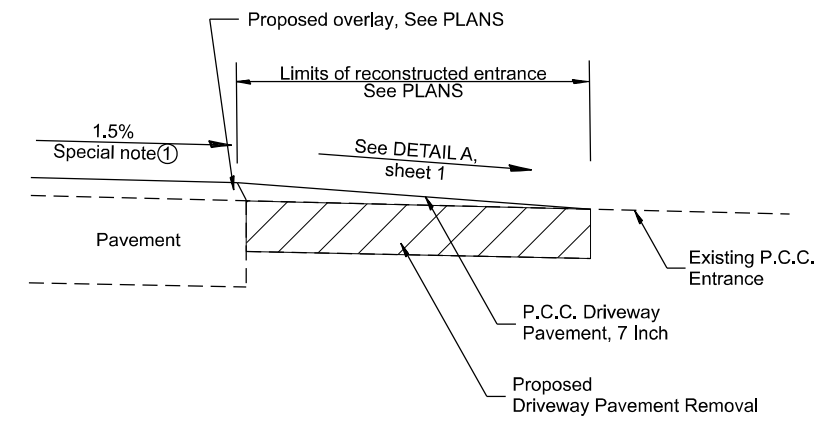 Proposed overlay, See PLANS
Limits of reconstructed entrance
See PLANS
1.5%
Special note①
See DETAIL A,
sheet 1
Pavement
Existing P.C.C.
Entrance
P.C.C. Driveway
Pavement, 7 Inch
Proposed
Driveway Pavement Removal